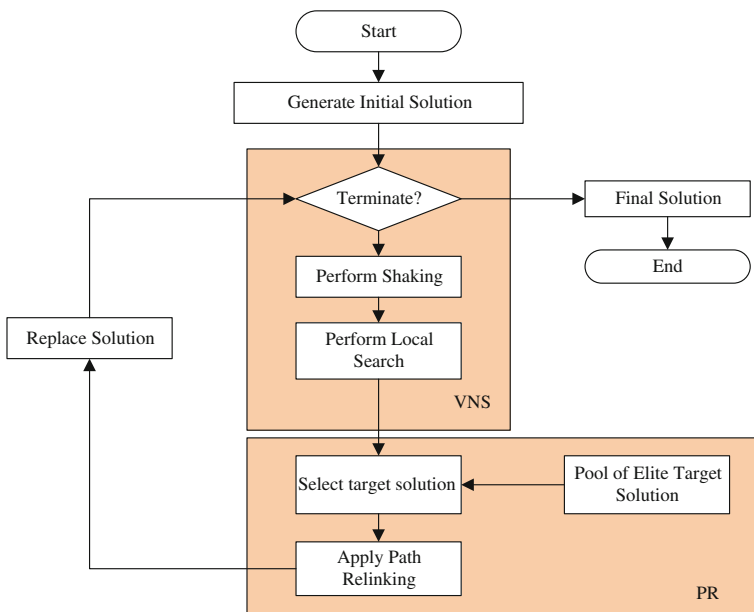 Start
Generate Initial Solution
Terminate?
Final Solution
Perform Shaking
End
Replace Solution
Perform Local
Search
VNS
Select target solution
Pool of Elite Target
Solution
Apply Path
Relinking
PR